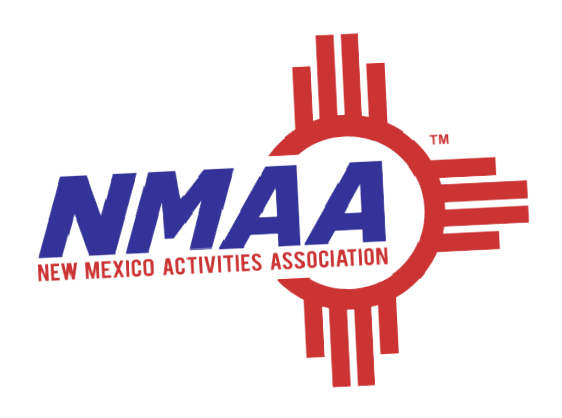 TM
NMAA
NEW MEXICO ACTIVITIES ASSOCIATION